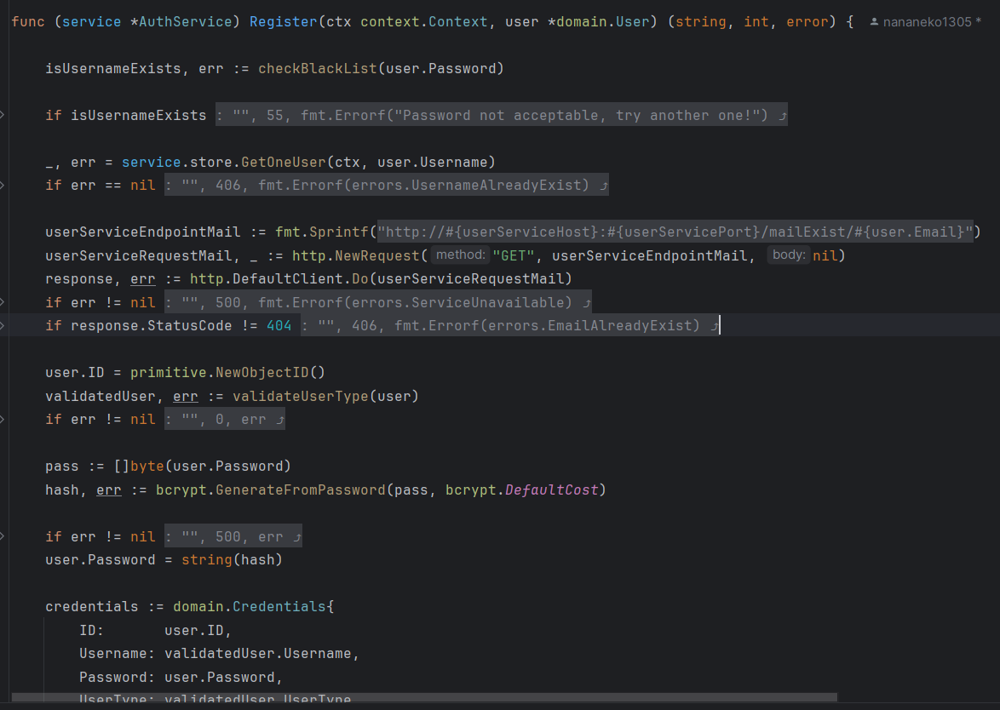 func (service *AuthService) Register(ctx context.Context, user *domain.User) (string, int, error) { nananeko1305 *
isUsernameExists, err := checkBlackList(user.Password)
if isUsernameExists : "", 55, fmt.Errorf("Password not acceptable, try another one!")
_, err = service.store.GetOneUser(ctx, user.Username)
if err == nil : "", 406, fmt.Errorf(errors.UsernameAlreadyExist)
userServiceEndpointMail := fmt.Sprintf("http://#{userServiceHost}:#{userServicePort}/mailExist/#{user.Email}")
userServiceRequestMail, _ := http.NewRequest( method: "GET", userServiceEndpointMail, body: nil)
response, err := http.DefaultClient.Do(userServiceRequestMail)
if err != nil : "", 500, fmt.Errorf(errors.ServiceUnavailable)
if response.StatusCode != 404 : "", 406, fmt.Errorf(errors.EmailAlreadyExist)
user.ID = primitive.NewObjectID()
validatedUser, err := validateUserType(user)
if err != nil : "", 0, err
pass := []byte(user.Password)
hash, err := bcrypt.GenerateFromPassword(pass, bcrypt.DefaultCost)
if err != nil : "", 500, err
user.Password = string(hash)
credentials := domain.Credentials{
ID: user.ID,
Username: validatedUser.Username,
Password: user.Password,
UserType: validatedUser.UserType